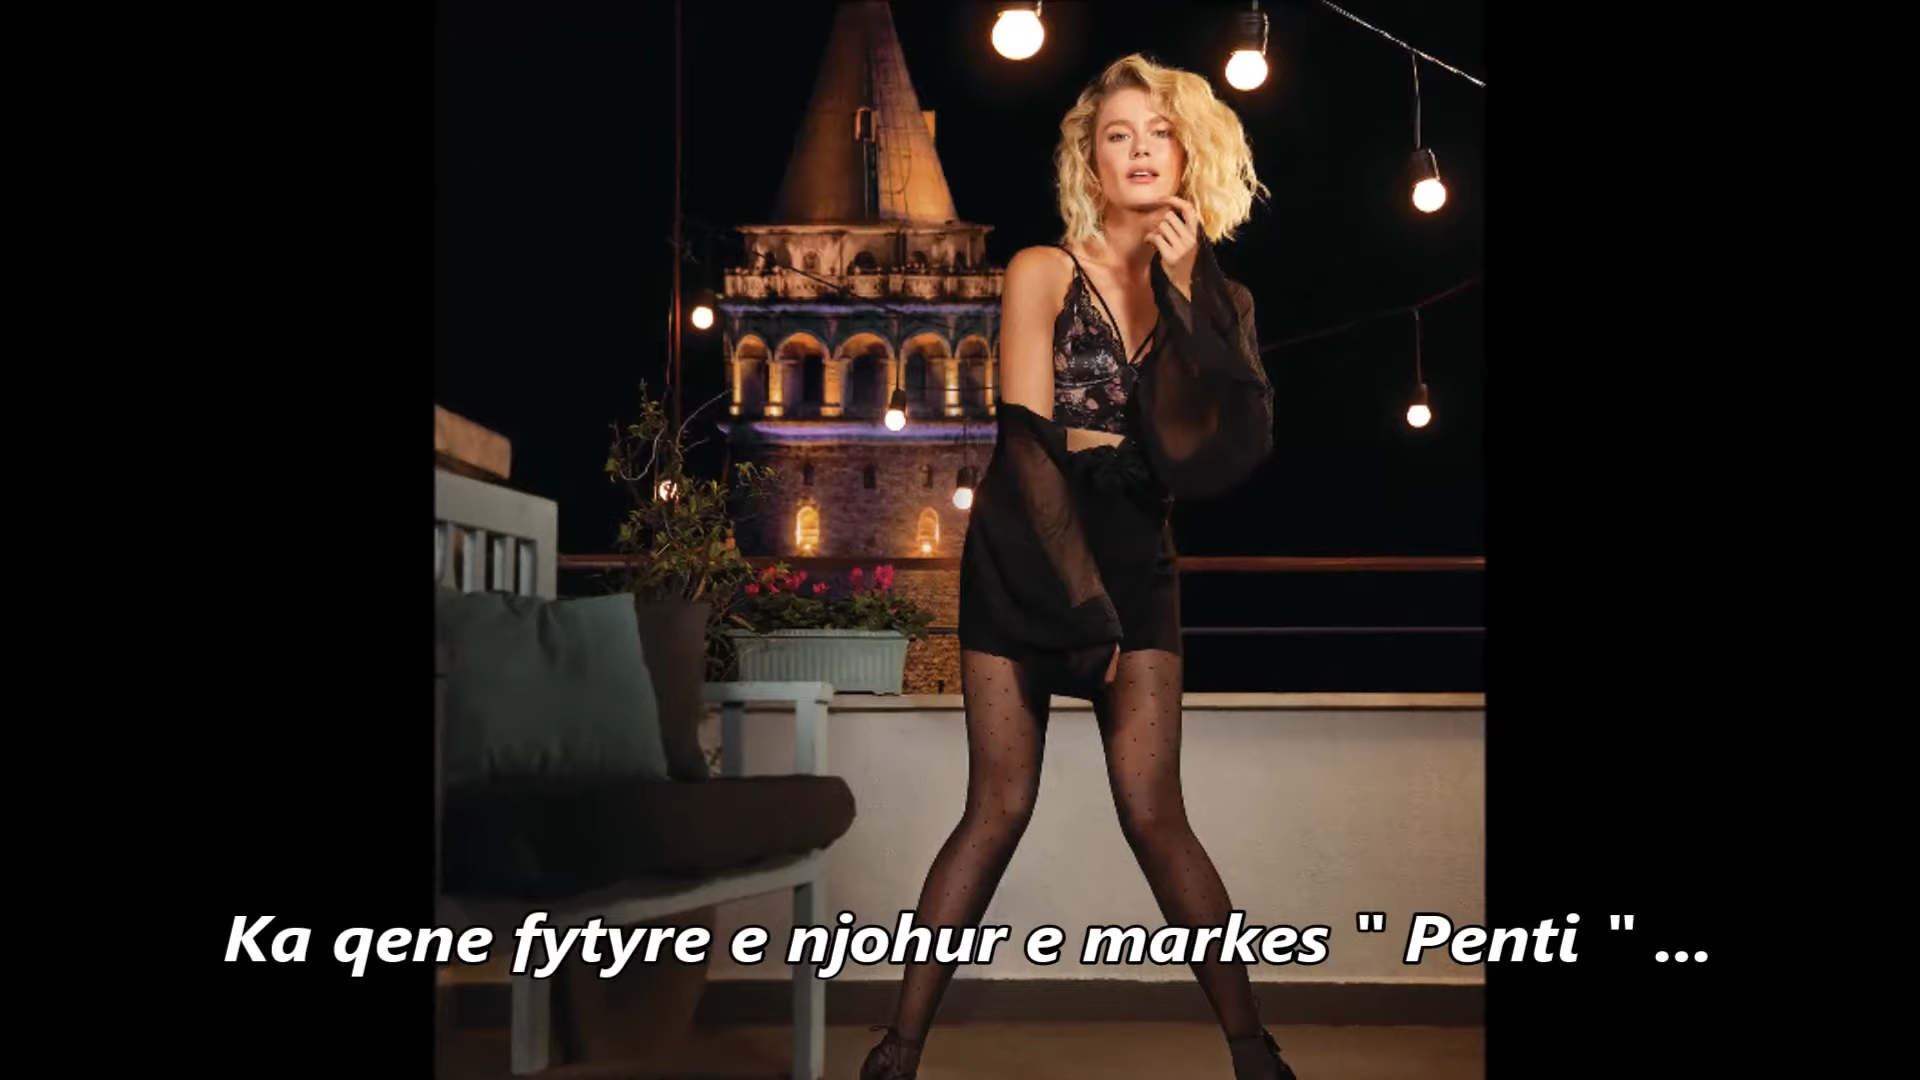 Ka qene fytyre e njohur e markes " Penti " ...